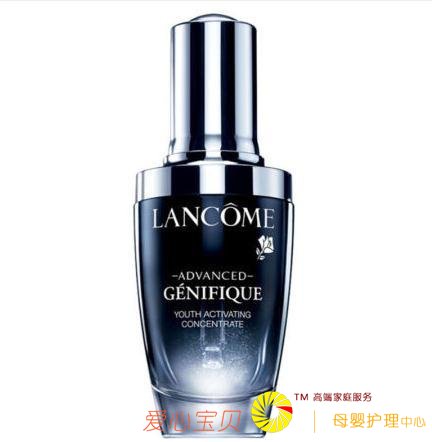 LANCÔME
-ADVANCED-
GÉNIFIQUE
YOUTH ACTIVATING
CONCENTRATE
爱心宝贝
TM 高端家庭服务
母婴护理中心